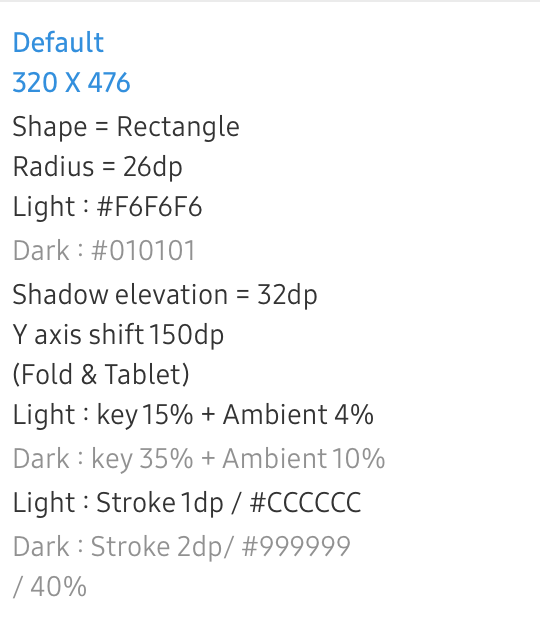 Default
320 X 476
Shape = Rectangle
Radius = 26dp
Light : #F6F6F6
Dark : #010101
Shadow elevation = 32dp
Y axis shift 150dp
(Fold & Tablet)
Light : key 15% + Ambient 4%
Dark : key 35% + Ambient 10%
Light : Stroke 1dp / #CCCCCC
Dark : Stroke 2dp/ #999999
/ 40%